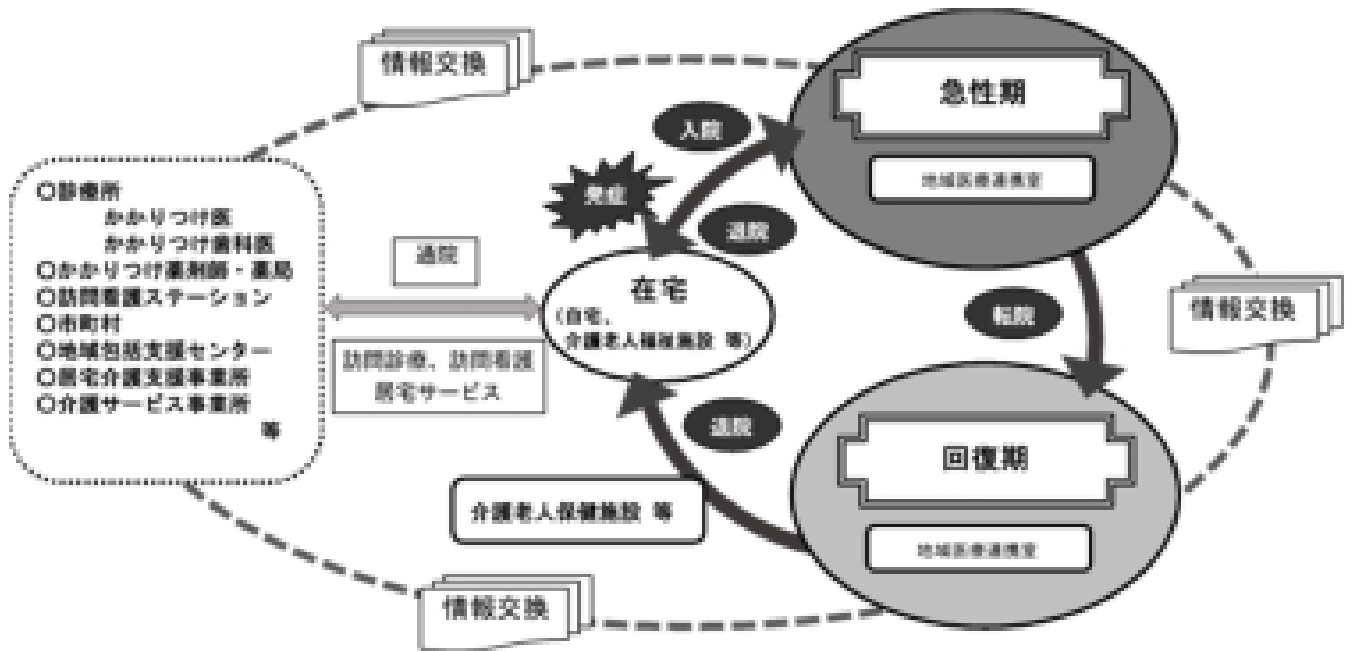 情報交換
急性期
地域医療連携室
入院
発症
退院
○診療所
かかりつけ医
かかりつけ歯科医
○かかりつけ薬剤師・薬局
○訪問看護ステーション
○市町村
○地域包括支援センター
○居宅介護支援事業所
○介護サービス事業所
等
通院
訪問診療、訪問看護
居宅サービス
在宅
(自宅、
介護老人福祉施設 等)
転院
情報交換
退院
介護老人保健施設 等
回復期
地域医療連携室
情報交換